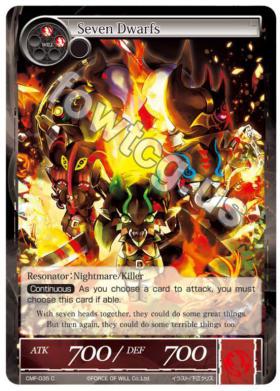 Seven Dwarfs
WILL
fowtcg.us
Resonator:Nightmare/Killer
Continuous As you choose a card to attack, you must
choose a card, if able.
With seven heads together, they could do some great things.
But then again, they could do some terrible things too.
ATK 700/ DEF 700
CMF-035 C ©FORCE OF WILL Co.Ltd